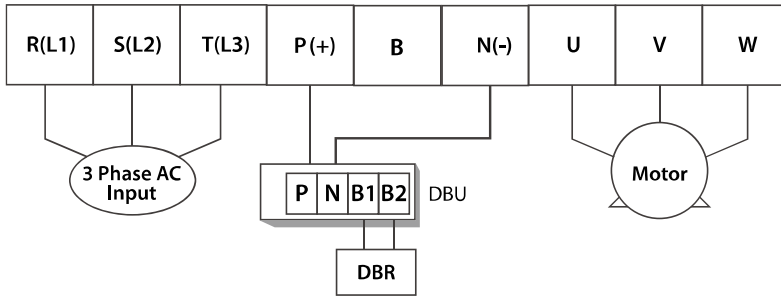 R(L1) S(L2) T(L3) P(+) B N(-) U V W
3 Phase AC
Input
P N B1 B2 DBU
Motor
DBR